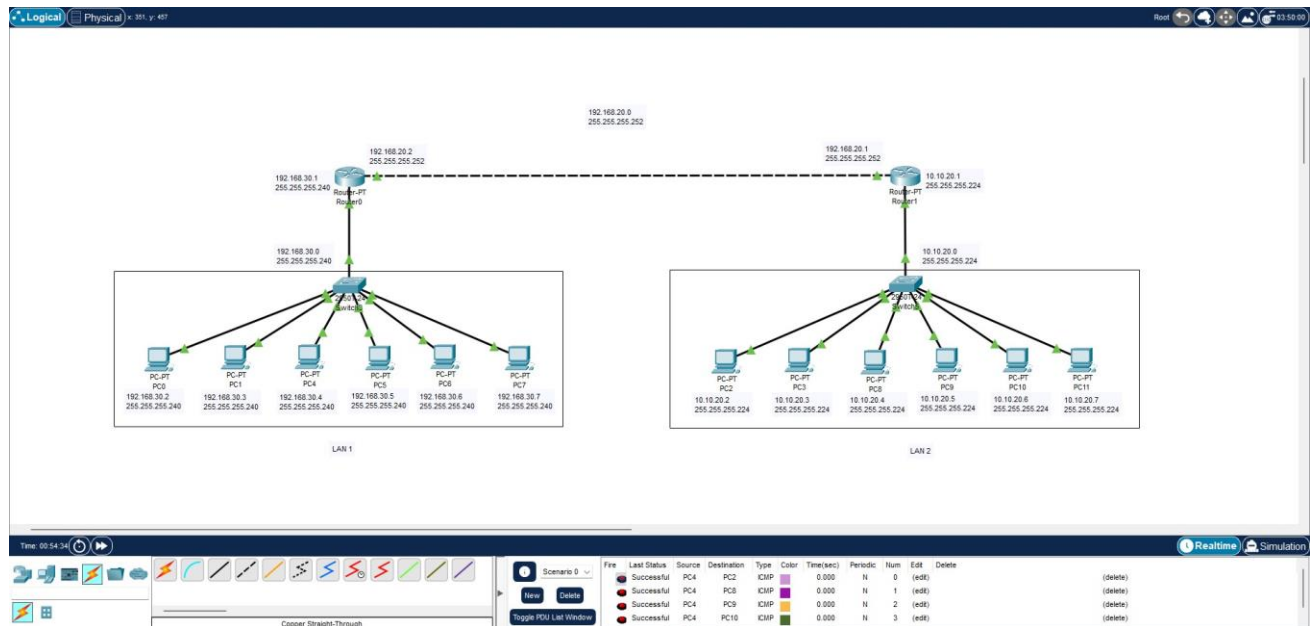 Logical
Physical
x: 351, y: 457
Root
03:50:00
192.168.20.0
255.255.255.252
192.168.20.2
255.255.255.252
192.168.20.1
255.255.255.252
192.168.30.1
255.255.255.240
10.10.20.1
255.255.255.224
Router-PT
Router0
Router-PT
Router1
192.168.30.0
255.255.255.240
10.10.20.0
255.255.255.224
PC-PT
PC0
192.168.30.2
255.255.255.240
PC-PT
PC1
192.168.30.3
255.255.255.240
PC-PT
PC4
192.168.30.4
255.255.255.240
PC-PT
PC5
192.168.30.5
255.255.255.240
PC-PT
PC6
192.168.30.6
255.255.255.240
PC-PT
PC7
192.168.30.7
255.255.255.240
PC-PT
PC2
10.10.20.2
255.255.255.224
PC-PT
PC3
10.10.20.3
255.255.255.224
PC-PT
PC8
10.10.20.4
255.255.255.224
PC-PT
PC9
10.10.20.5
255.255.255.224
PC-PT
PC10
10.10.20.6
255.255.255.224
PC-PT
PC11
10.10.20.7
255.255.255.224
LAN 1
LAN 2
Time: 00:54:34
Realtime
Simulation
Copper Straight-Through
Scenario 0
New
Delete
Toggle PDU List Window
Fire Last Status Source Destination Type Color Time(sec) Periodic Num Edit Delete
Successful PC4 PC2 ICMP 0.000 N 0 (edit) (delete)
Successful PC4 PC8 ICMP 0.000 N 1 (edit) (delete)
Successful PC4 PC9 ICMP 0.000 N 2 (edit) (delete)
Successful PC4 PC10 ICMP 0.000 N 3 (edit) (delete)